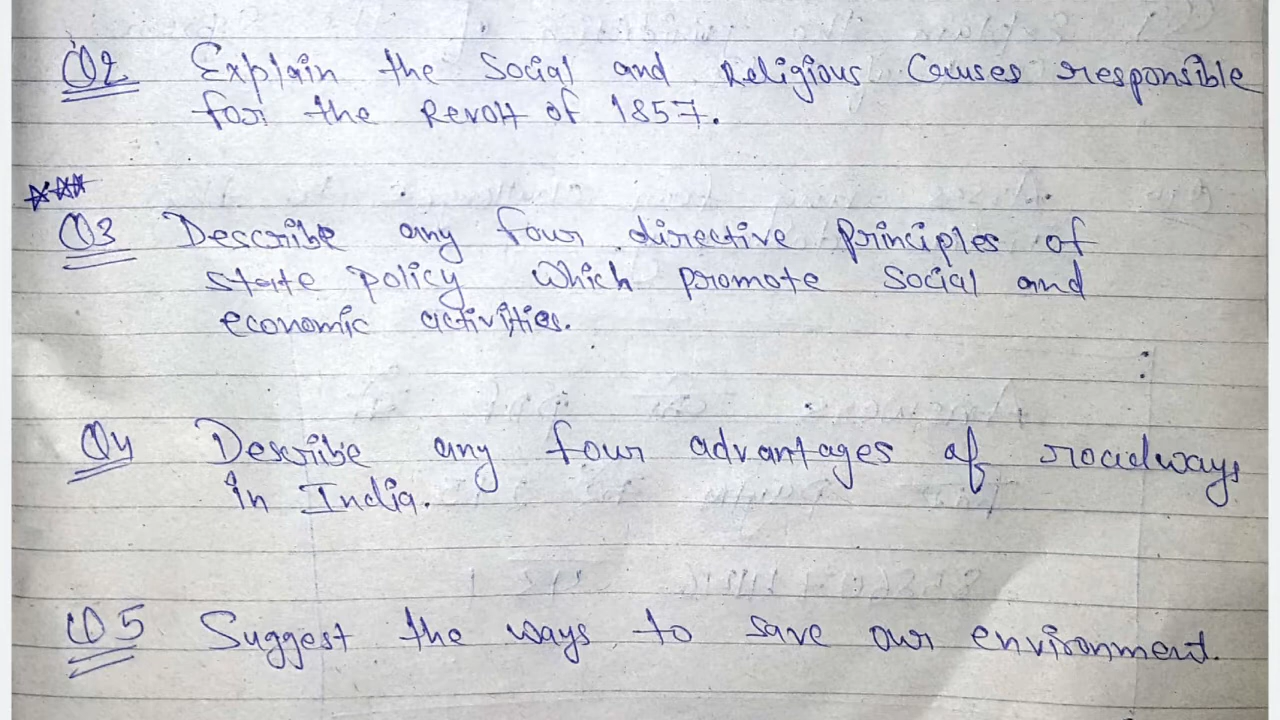 Q2 Explain the Social and Religious Causes responsible
for the Revolt of 1857.
Q3 Describe any four directive Principles of
state policy which promote social and
economic activities.
Q4 Describe any four advantages of roadways
in India.
Q5 Suggest the ways to save our environment.